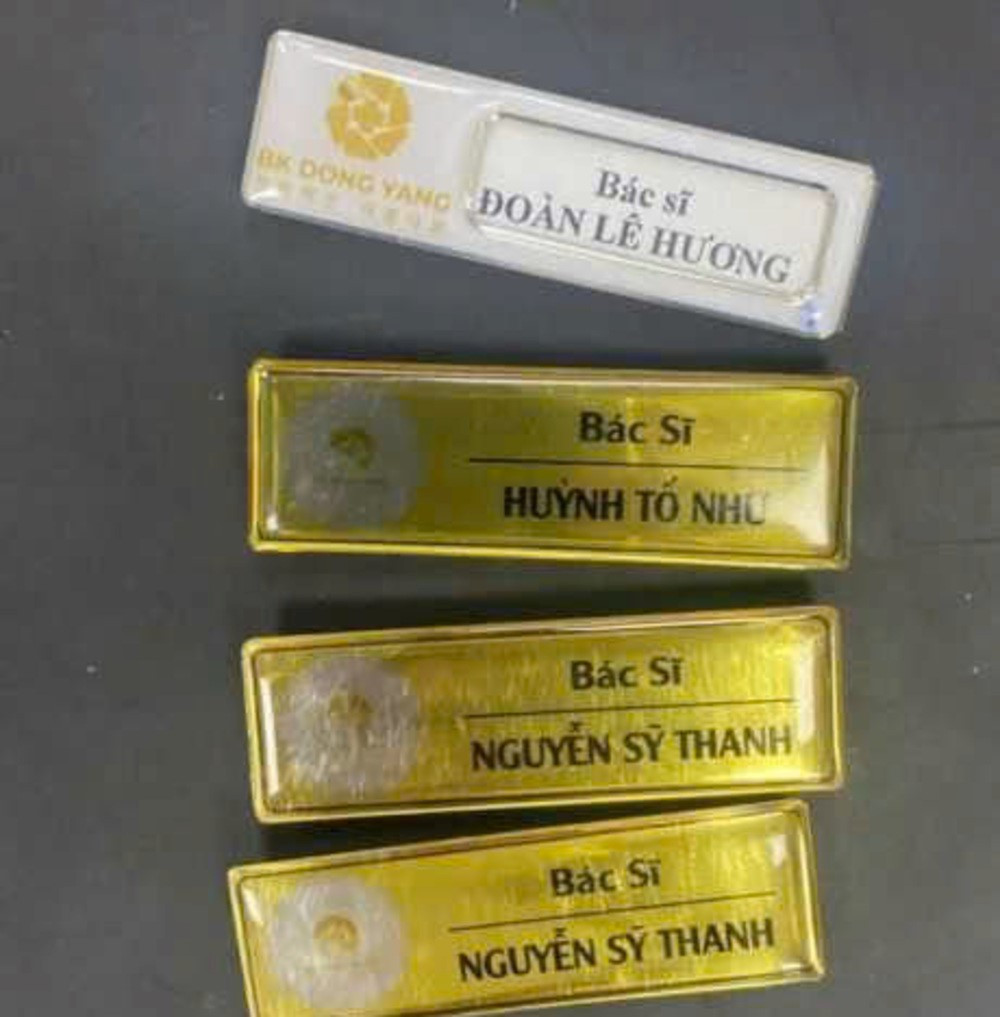 BK DONG YANG
Bác sĩ
ĐOÀN LÊ HƯƠNG
Bác Sĩ
HUỲNH TỐ NHƯ
Bác Sĩ
NGUYỄN SỸ THANH
Bác Sĩ
NGUYỄN SỸ THANH